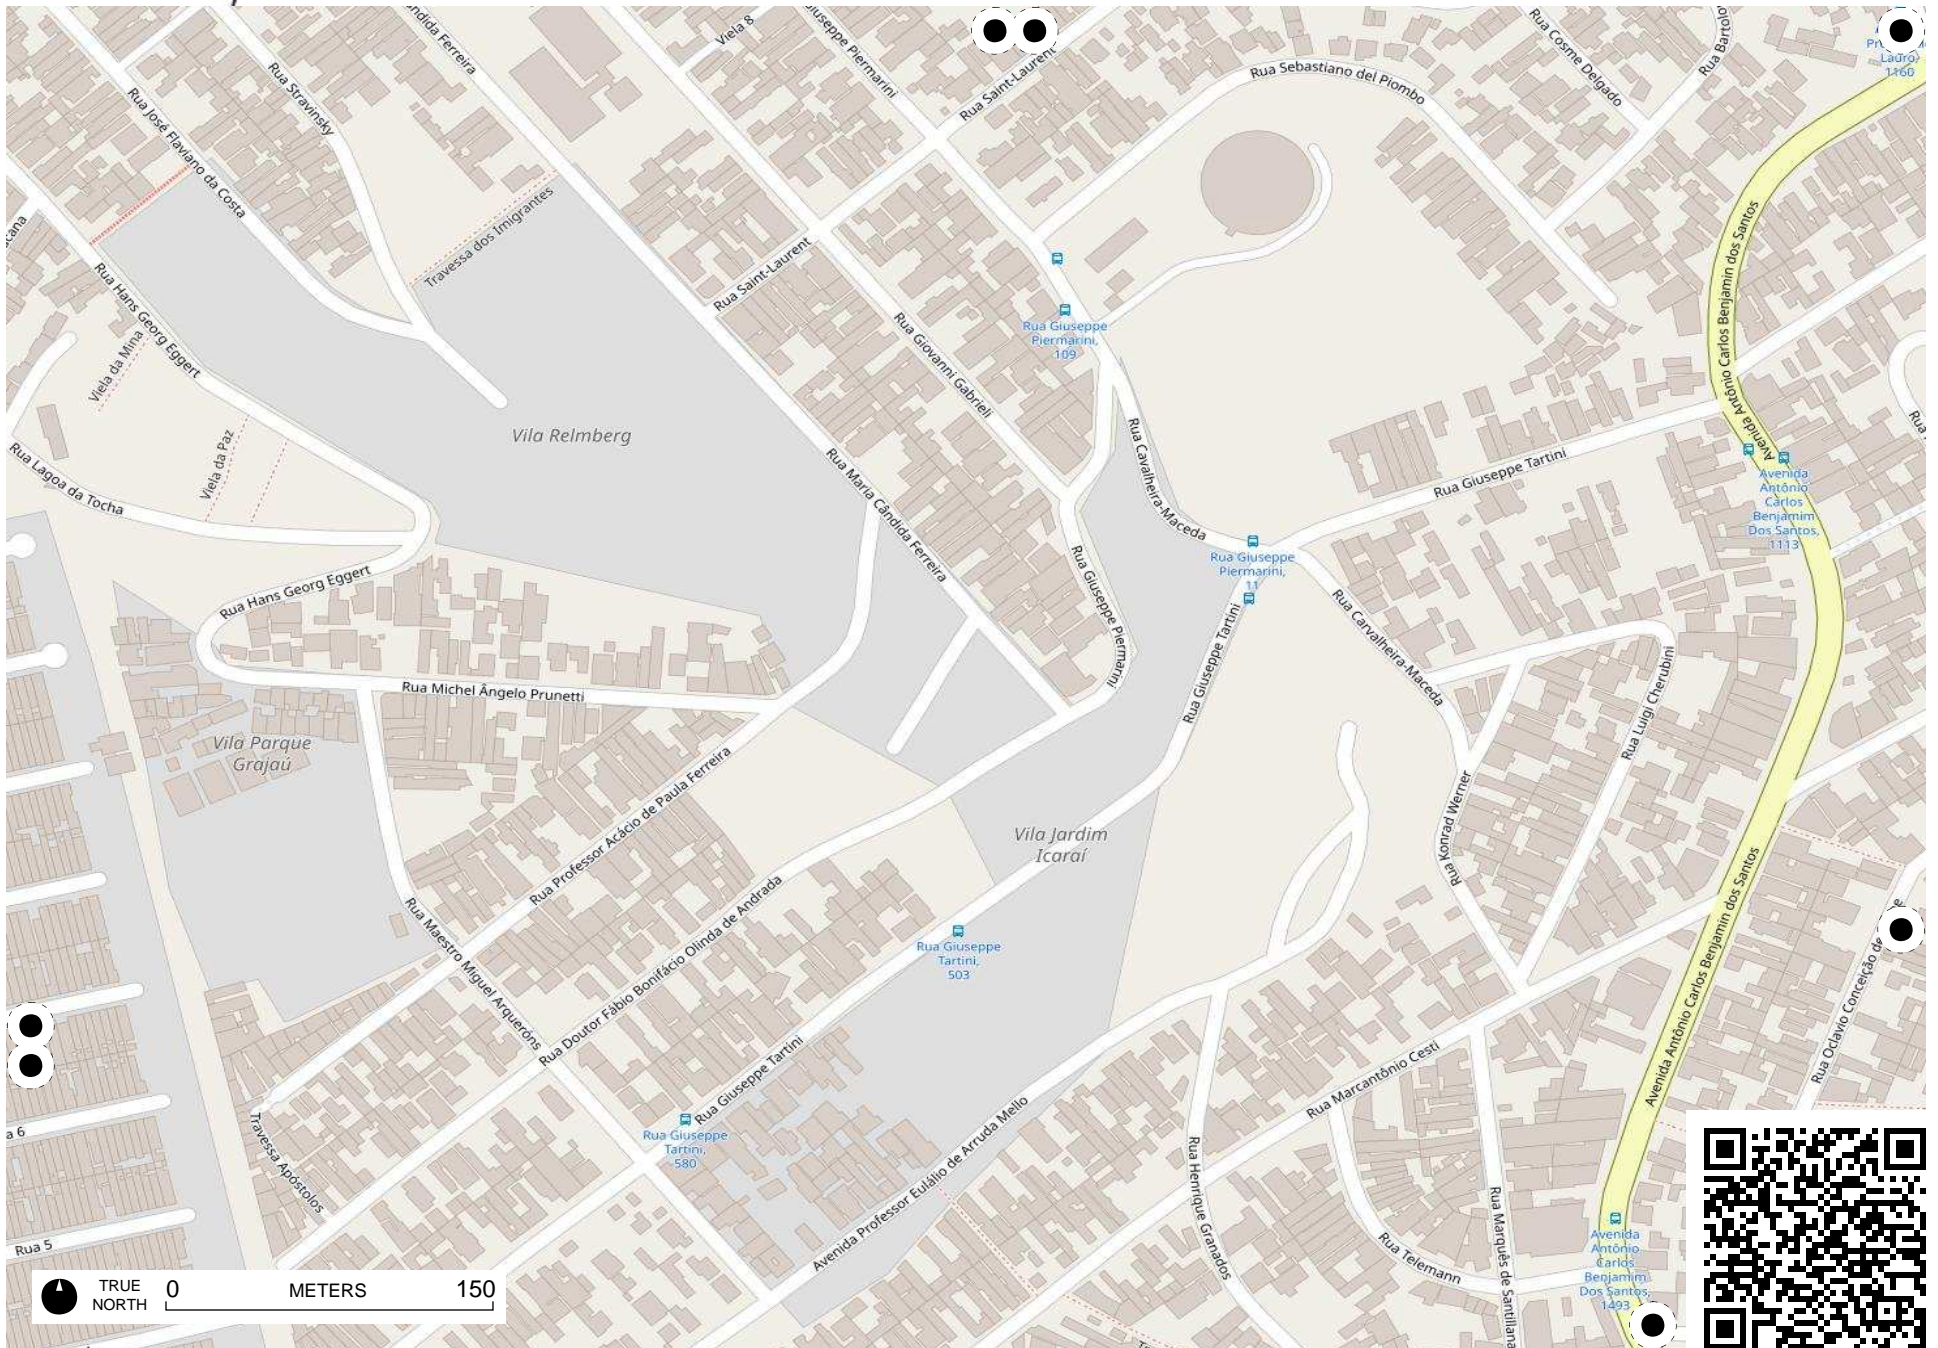 Cândida Ferreira
Viela 8
Giuseppe Piermarini
Rua Saint-Laurent
Rua Sebastiano del Piombo
Rua Cosme Delgado
Lauro,
1160
Rua Stravinsky
Rua José Flaviano da Costa
Travessa dos Imigrantes
Rua Saint-Laurent
Rua Hans Georg Eggert
Viela da Mina
Viela da Paz
Rua Lagoa da Tocha
Vila Relmberg
Rua Giovanni Gabrieli
Rua Giuseppe
Piermarini,
109
Avenida Antônio Carlos Benjamin dos Santos
Rua Cavalheira-Maceda
Rua Giuseppe Tartini
Avenida
Antônio
Carlos
Benjamim
Dos Santos,
1113
Rua Maria Cândida Ferreira
Rua Giuseppe
Piermarini,
11
Rua Hans Georg Eggert
Rua Giuseppe Piermarini
Rua Giuseppe Tartini
Rua Carvalheira-Maceda
Rua Luigi Cherubini
Rua Michel Ângelo Prunetti
Vila Parque
Grajaú
Rua Professor Acácio de Paula Ferreira
Rua Konrad Werner
Vila Jardim
Icaraí
Rua Maestro Miguel Arqueróns
Rua Doutor Fábio Bonifácio Olinda de Andrada
Rua Giuseppe
Tartini,
503
Avenida Antônio Carlos Benjamin dos Santos
Rua Octavio Conceição de
Rua Giuseppe Tartini
Rua Marcantônio Cesti
Rua Giuseppe
Tartini,
580
Travessa Apóstolos
Avenida Professor Eulálio de Arruda Mello
Rua Henrique Granados
Rua Telemann
Rua Marquês de Santillana
Avenida
Antônio
Carlos
Benjamim
Dos Santos,
1493
a 6
Rua 5
TRUE
NORTH
0 METERS 150